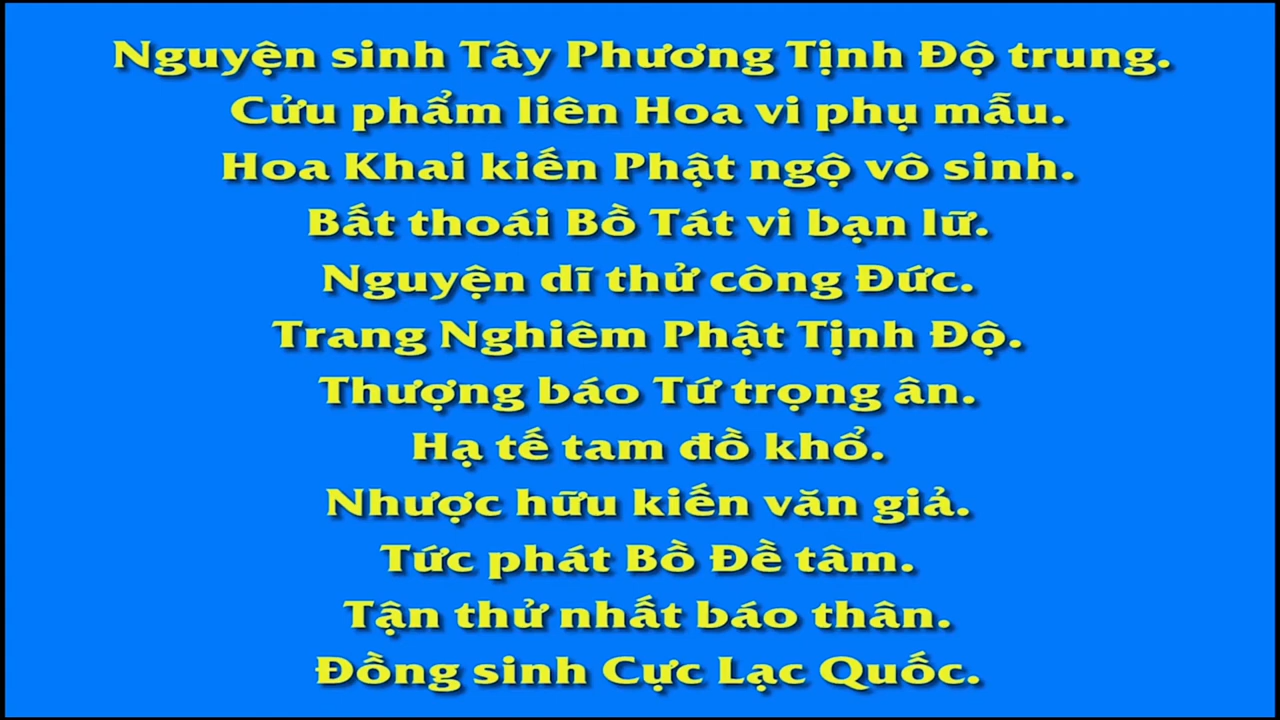 Nguyện sinh Tây Phương Tịnh Độ trung.
Cửu phẩm liên Hoa vi phụ mẫu.
Hoa Khai kiến Phật ngộ vô sinh.
Bất thoái Bồ Tát vi bạn lữ.
Nguyện dĩ thử công Đức.
Trang Nghiêm Phật Tịnh Độ.
Thượng báo Tứ trọng ân.
Hạ tế tam đồ khổ.
Nhược hữu kiến văn giả.
Tức phát Bồ Đề tâm.
Tận thử nhất báo thân.
Đồng sinh Cực Lạc Quốc.